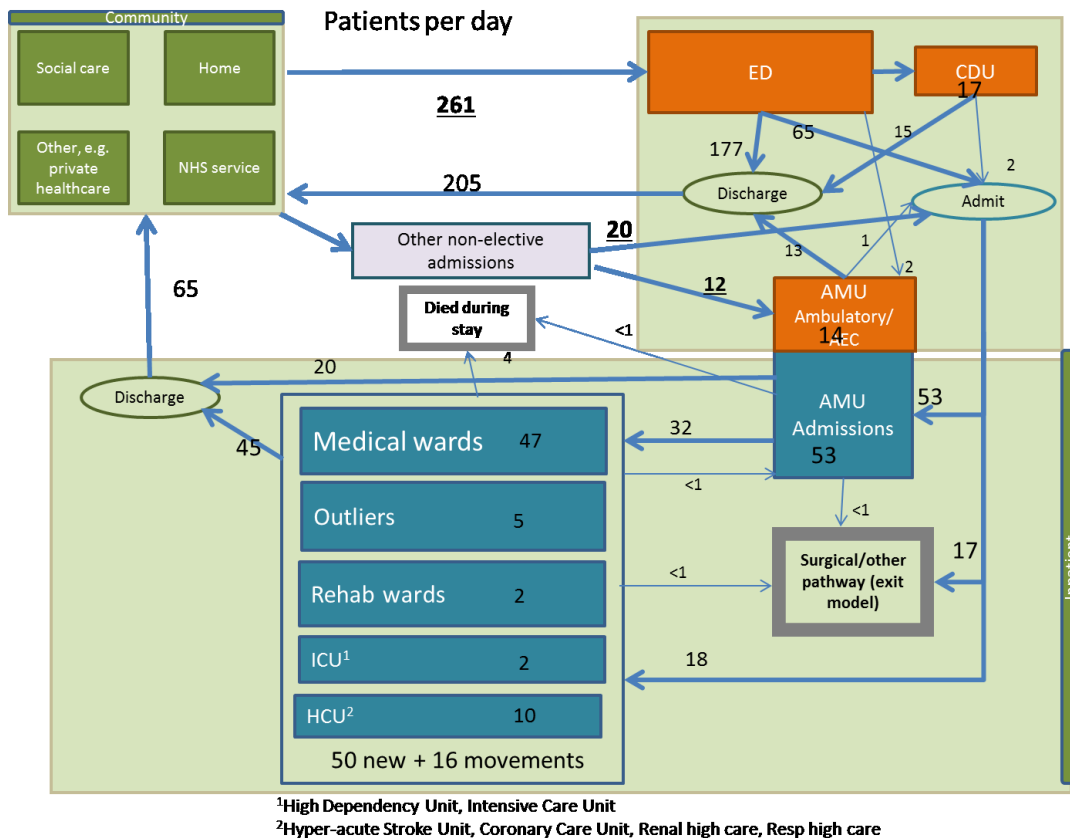 Community
Patients per day
Social care
Home
Other, e.g.
private
healthcare
NHS service
261
ED
CDU
17
65
15
177
2
205
Discharge
Admit
Other non-elective
admissions
20
13
1
2
12
65
Died during
stay
<1
4
AMU
Ambulatory/
AEC
14
20
Discharge
45
AMU
Admissions
53
53
32
<1
<1
Medical wards 47
Outliers 5
Rehab wards 2
ICU1 2
HCU2 10
50 new + 16 movements
<1
Surgical/other
pathway (exit
model)
17
18
Inpatient
1High Dependency Unit, Intensive Care Unit
2Hyper-acute Stroke Unit, Coronary Care Unit, Renal high care, Resp high care